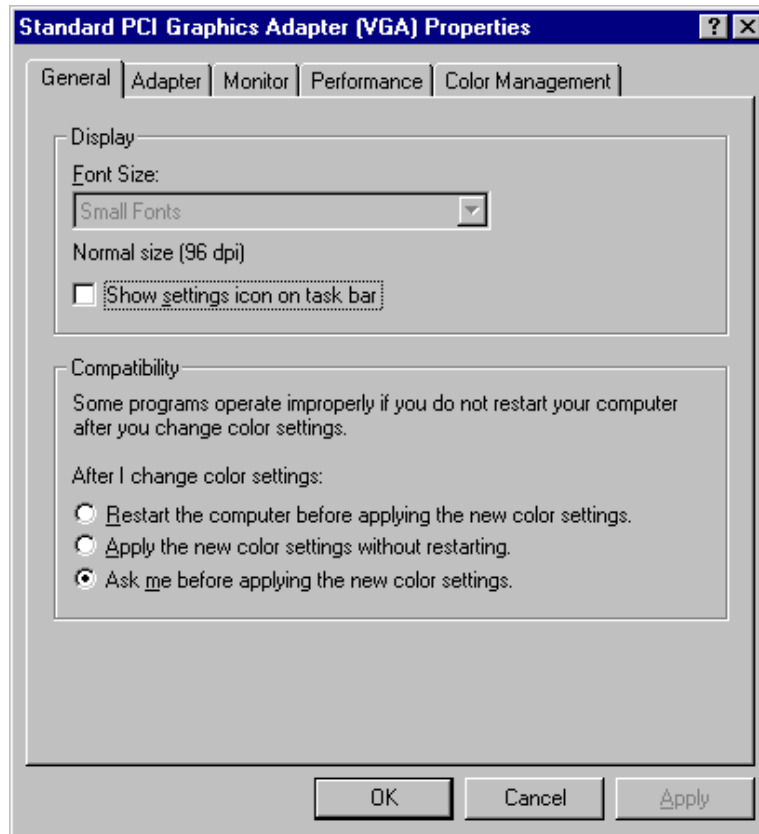 Standard PCI Graphics Adapter (VGA) Properties
General Adapter Monitor Performance Color Management
Display
Font Size:
Small Fonts
Normal size (96 dpi)
Show settings icon on task bar
Compatibility
Some programs operate improperly if you do not restart your computer
after you change color settings.
After I change color settings:
Restart the computer before applying the new color settings.
Apply the new color settings without restarting.
Ask me before applying the new color settings.
OK Cancel Apply